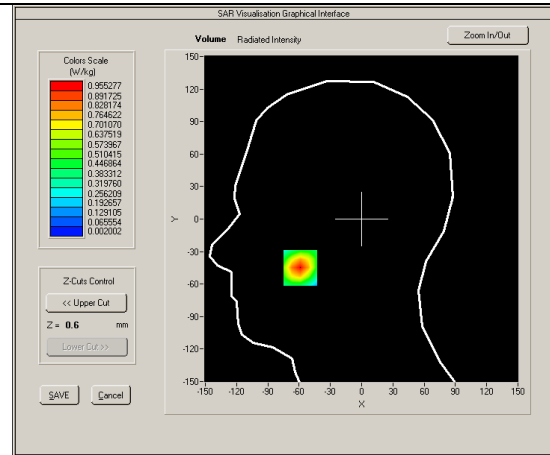 SAR Visualisation Graphical Interface
Volume Radiated Intensity
Zoom In/Out
Colors Scale
(W/kg)
0.955277
0.891725
0.828174
0.764622
0.701070
0.637519
0.573967
0.510415
0.446864
0.383312
0.319760
0.256209
0.192657
0.129105
0.065554
0.002002
Z-Cuts Control
<< Upper Cut
Z = 0.6 mm
Lower Cut >>
SAVE Cancel
150-
120-
90-
60-
30-
Y 0-
-30-
-60-
-90-
-120-
-150-
-150 -120 -90 -60 -30 0 30 60 90 120 150
X